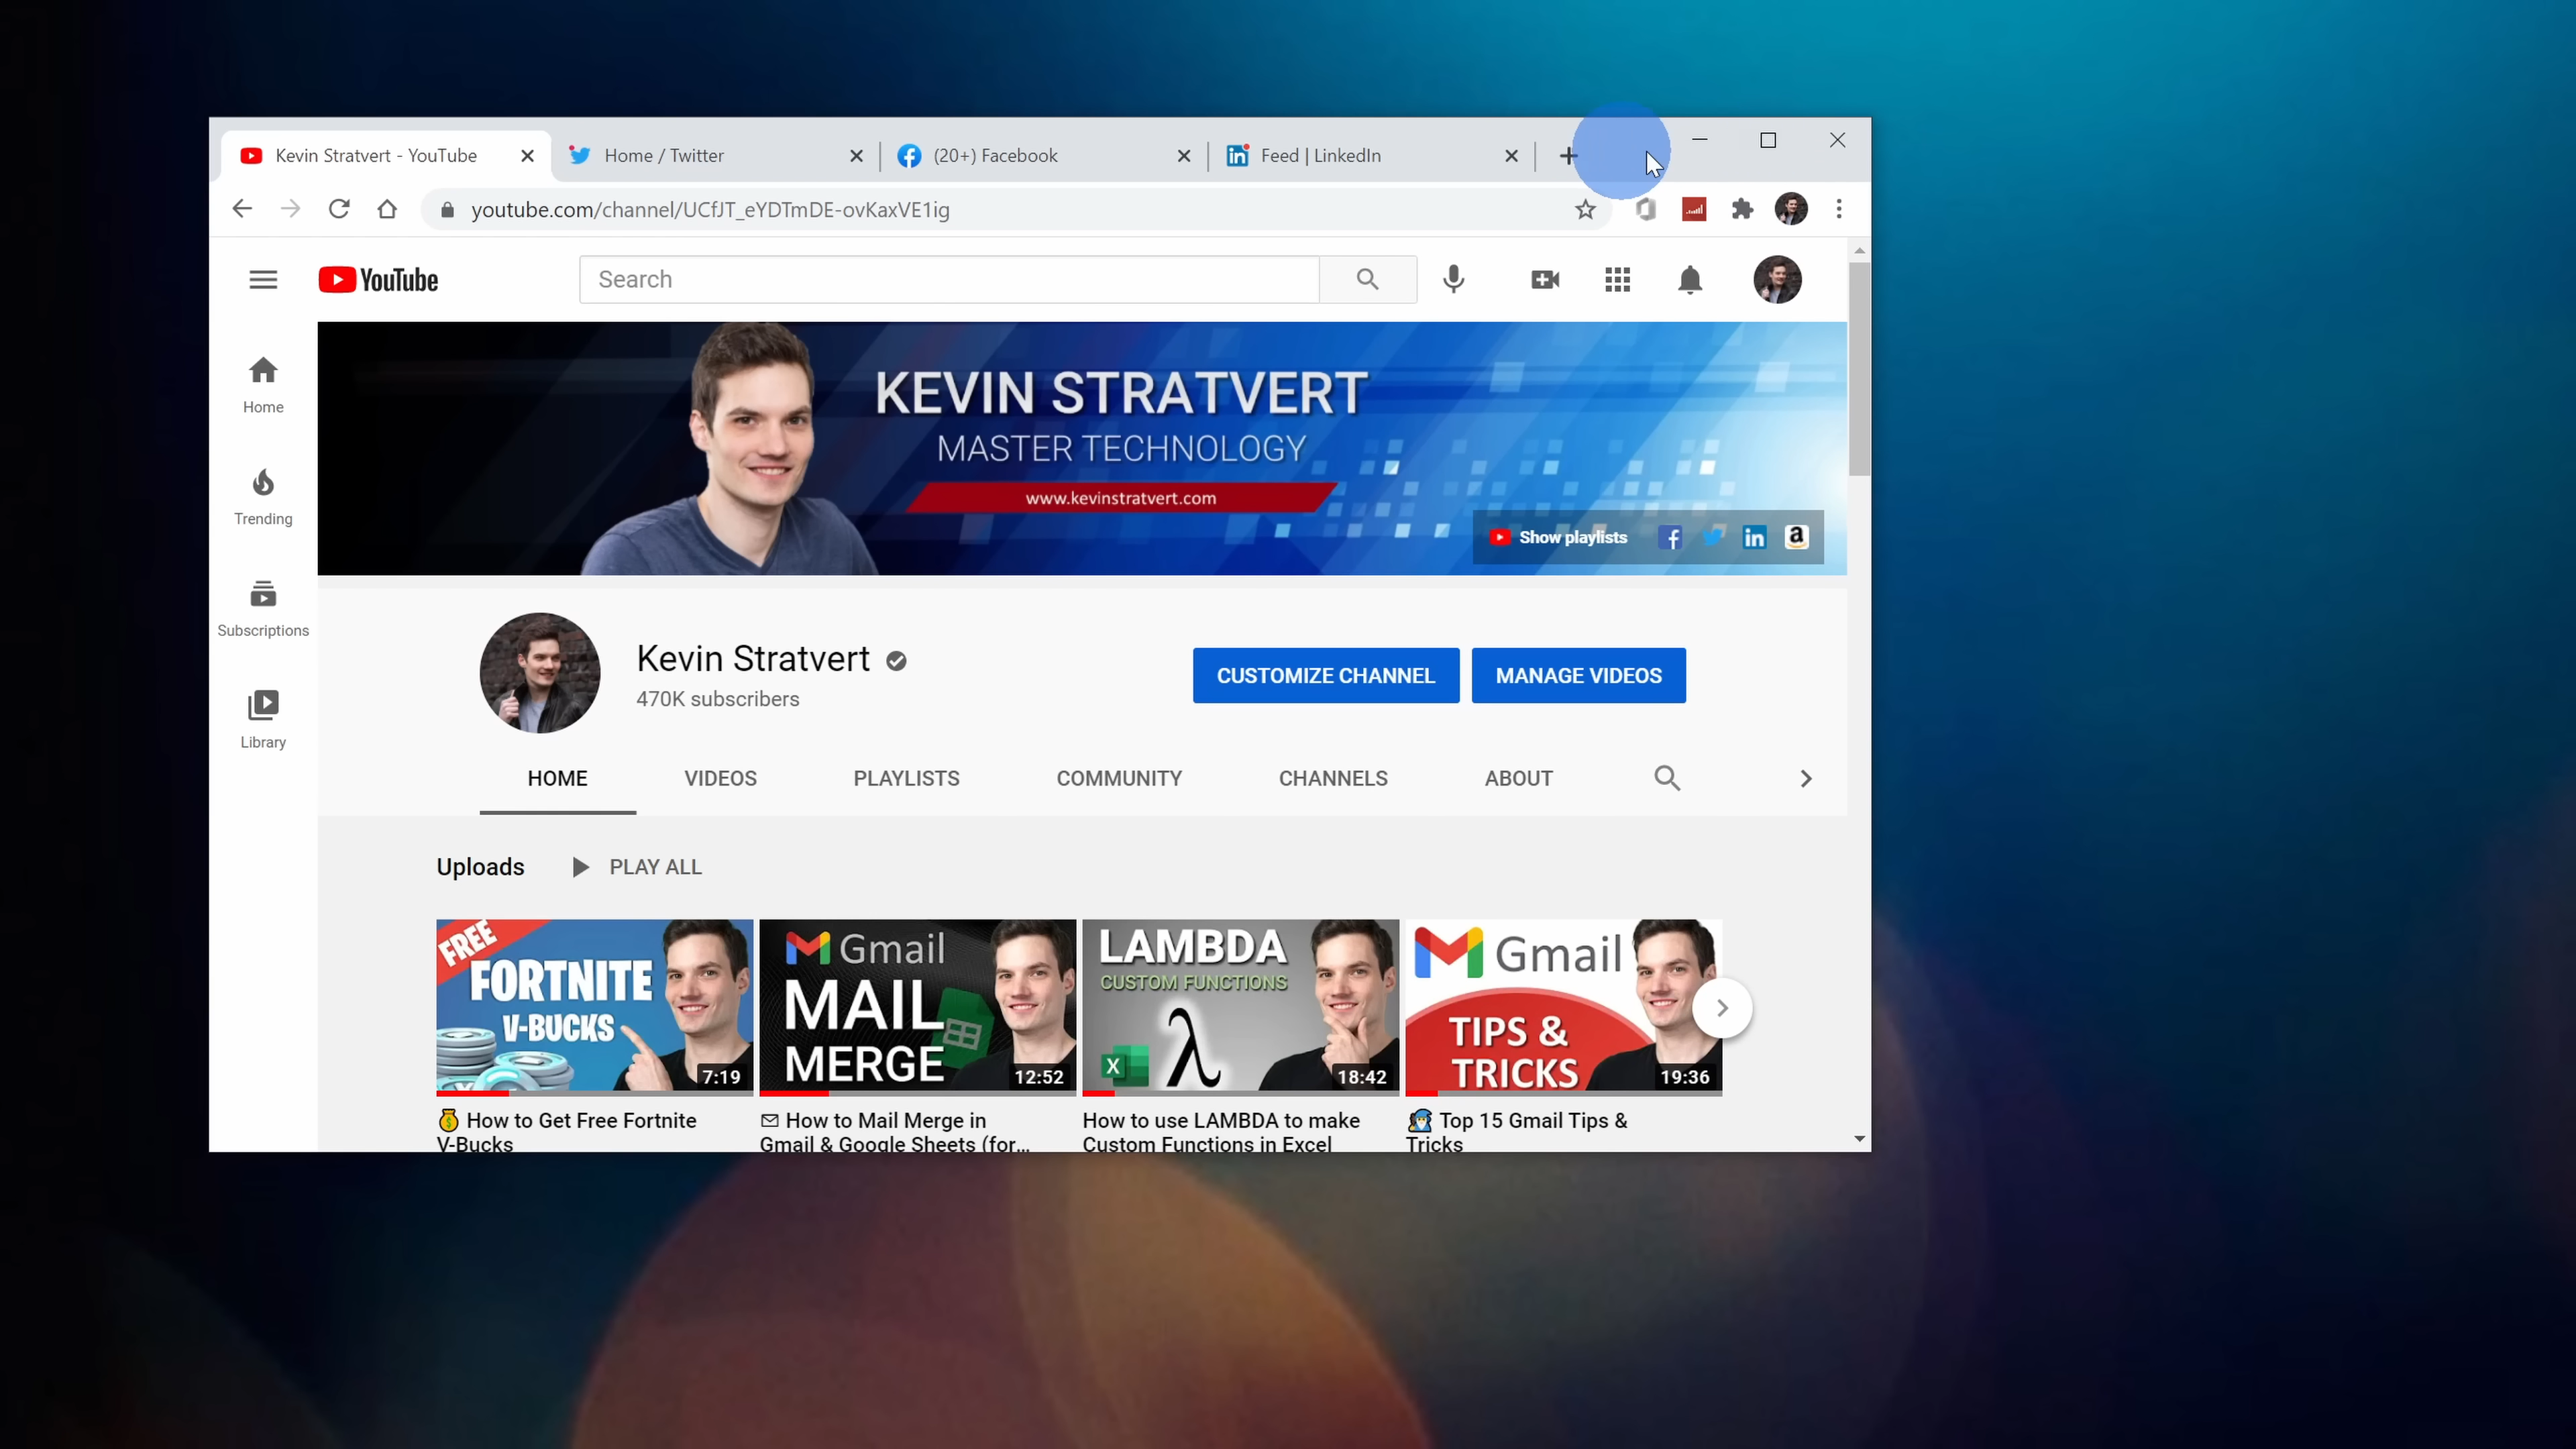 Kevin Stratvert - YouTube
Home / Twitter
(20+) Facebook
Feed | LinkedIn
youtube.com/channel/UCfJT_eYDTmDE-ovKaxVE1ig
YouTube
Search
Home
Trending
Subscriptions
Library
KEVIN STRATVERT
MASTER TECHNOLOGY
www.kevinstratvert.com
Show playlists
Kevin Stratvert
470K subscribers
CUSTOMIZE CHANNEL
MANAGE VIDEOS
HOME
VIDEOS
PLAYLISTS
COMMUNITY
CHANNELS
ABOUT
Uploads
PLAY ALL
FREE
FORTNITE
V-BUCKS
7:19
Gmail
MAIL
MERGE
12:52
LAMBDA
CUSTOM FUNCTIONS
λ
X
18:42
Gmail
TIPS &
TRICKS
19:36
💰 How to Get Free Fortnite
V-Bucks
✉ How to Mail Merge in
Gmail & Google Sheets (for...
How to use LAMBDA to make
Custom Functions in Excel
🧙‍♂️ Top 15 Gmail Tips &
Tricks